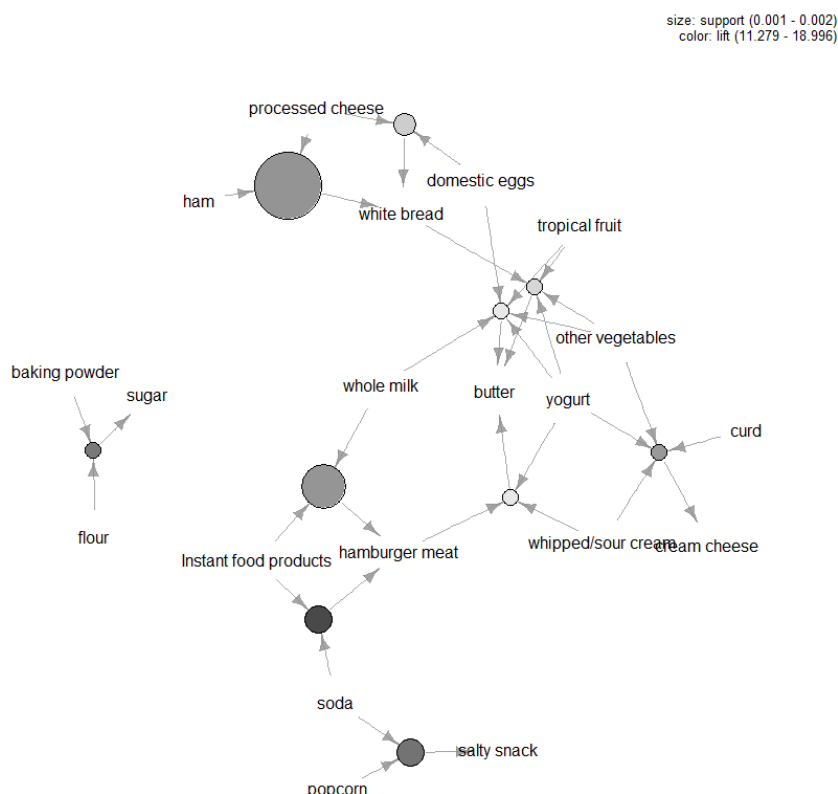 size: support (0.001 - 0.002)
color: lift (11.279 - 18.996)
processed cheese
domestic eggs
ham
white bread
tropical fruit
other vegetables
baking powder
whole milk
sugar
butter
yogurt
curd
flour
whipped/sour cream
cream cheese
hamburger meat
Instant food products
soda
salty snack
popcorn